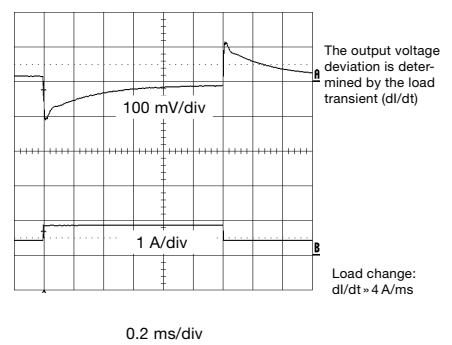 The output voltage
deviation is deter-
mined by the load
transient (dI/dt)
A
100 mV/div
1 A/div
B
Load change:
dI/dt » 4 A/ms
0.2 ms/div